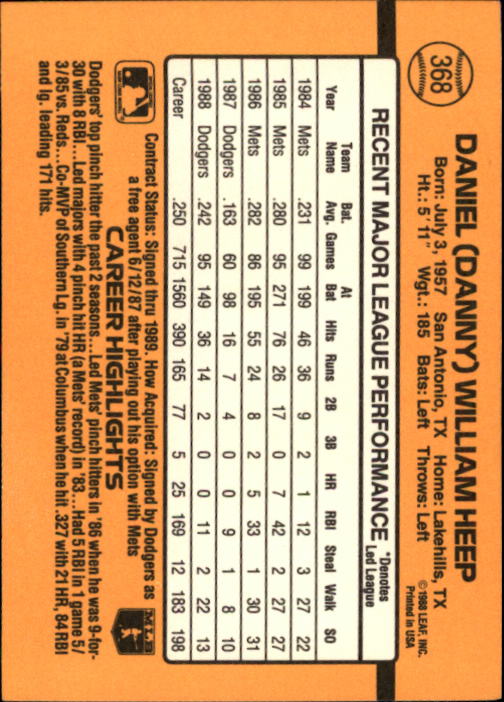 368
DANIEL (DANNY) WILLIAM HEEP
Born: July 3, 1957 San Antonio, TX Home: Lakehills, TX
Ht.: 5' 11" Wgt.: 185 Bats: Left Throws: Left
©1988 LEAF, INC.
Printed in USA
RECENT MAJOR LEAGUE PERFORMANCE *Denotes
Led League
Year Team Name Bat. Avg. Games At Bat Hits Runs 2B 3B HR RBI Steal Walk SO
1984 Mets .231 99 199 46 36 9 2 1 12 3 27 22
1985 Mets .280 95 271 76 26 17 0 7 42 2 27 27
1986 Mets .282 86 195 55 24 8 2 5 33 1 30 31
1987 Dodgers .163 60 98 16 7 4 0 0 9 1 8 10
1988 Dodgers .242 95 149 36 14 2 0 0 11 2 22 13
Career .250 715 1560 390 165 77 5 25 169 12 183 198
Contract Status: Signed thru 1989. How Acquired: Signed by Dodgers as
a free agent 6/12/87 after playing out his option with Mets
MLB
CAREER HIGHLIGHTS
Dodgers' top pinch hitter the past 2 seasons...Led Mets' pinch hitters in '86 when he was 9-for-
30 with 8 RBI...Led majors with 4 pinch hit HR (a Mets' record) in '83...Had 5 RBI in 1 game 5/
3/85 vs. Reds...Co-MVP of Southern Lg. in '79 at Columbus when he hit .327 with 21 HR, 84 RBI
and lg. leading 171 hits.